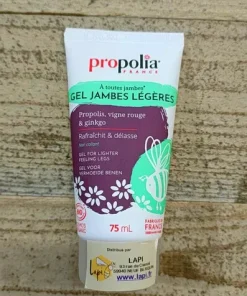 propolia
FRANCE
À toutes jambes*
GEL JAMBES LÉGÈRES
Propolis, vigne rouge
& ginkgo
Rafraîchit & délasse
GEL FOR LIGHTER
FEELING LEGS
GEL VOOR
VERMOEIDE BENEN
75 mL
FABRIQUÉ EN
FRANCE
Distribué par
LAPI
www.lapi.fr